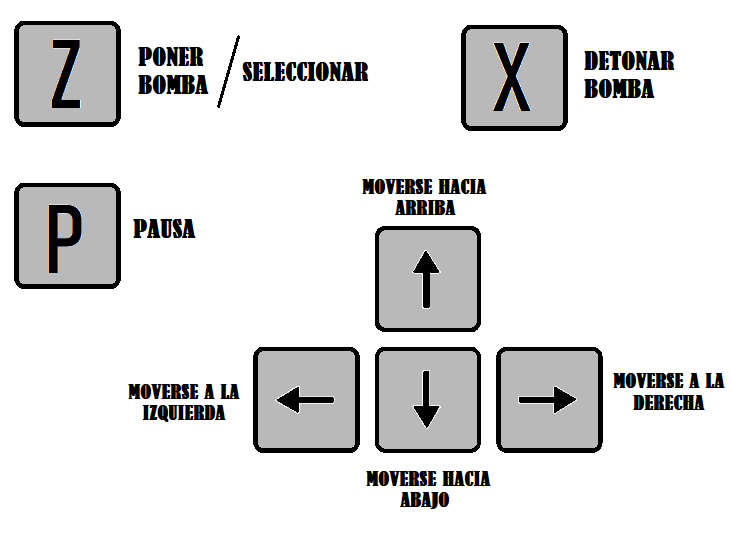 Z
PONER
BOMBA / SELECCIONAR
X
DETONAR
BOMBA
P
PAUSA
MOVERSE HACIA
ARRIBA
MOVERSE A LA
IZQUIERDA
MOVERSE A LA
DERECHA
MOVERSE HACIA
ABAJO